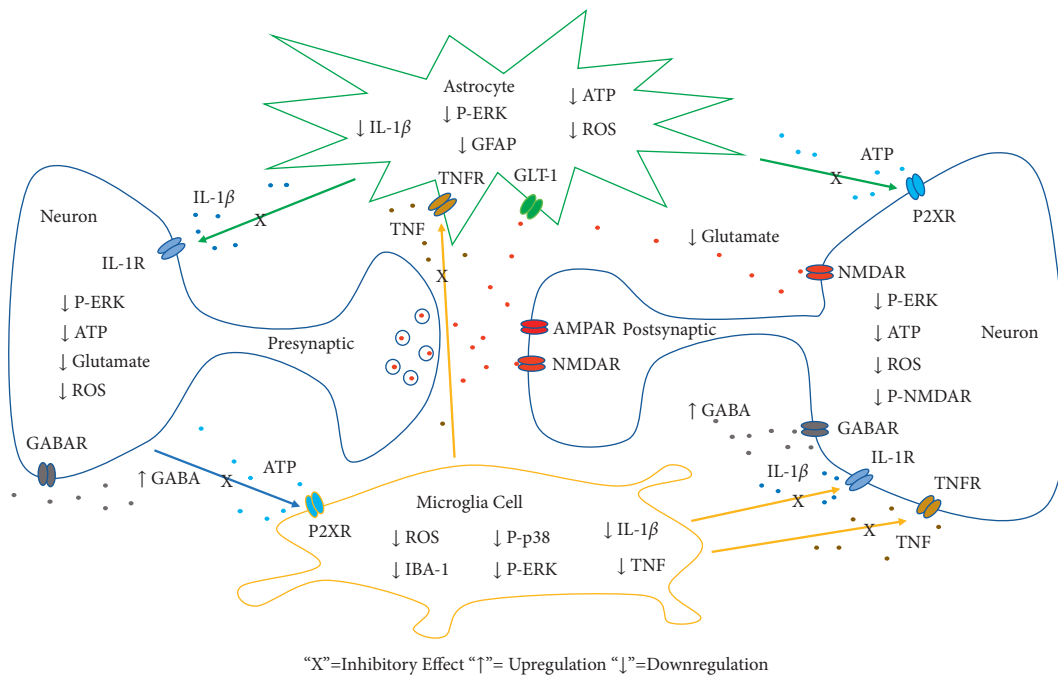 Astrocyte
↓ P-ERK
↓ IL-1β
↓ GFAP
↓ ATP
↓ ROS
TNFR
GLT-1
TNF
X
ATP
X
P2XR
Neuron
IL-1β
X
IL-1R
↓ P-ERK
↓ ATP
↓ Glutamate
↓ ROS
GABAR
Presynaptic
↓ Glutamate
NMDAR
AMPAR
Postsynaptic
NMDAR
↓ P-ERK
↓ ATP
↓ ROS
↓ P-NMDAR
Neuron
↑ GABA
GABAR
IL-1R
IL-1β
X
TNFR
X
TNF
↑ GABA
X
ATP
P2XR
Microglia Cell
↓ ROS
↓ P-p38
↓ IL-1β
↓ IBA-1
↓ P-ERK
↓ TNF
“X”=Inhibitory Effect “↑”= Upregulation “↓”=Downregulation